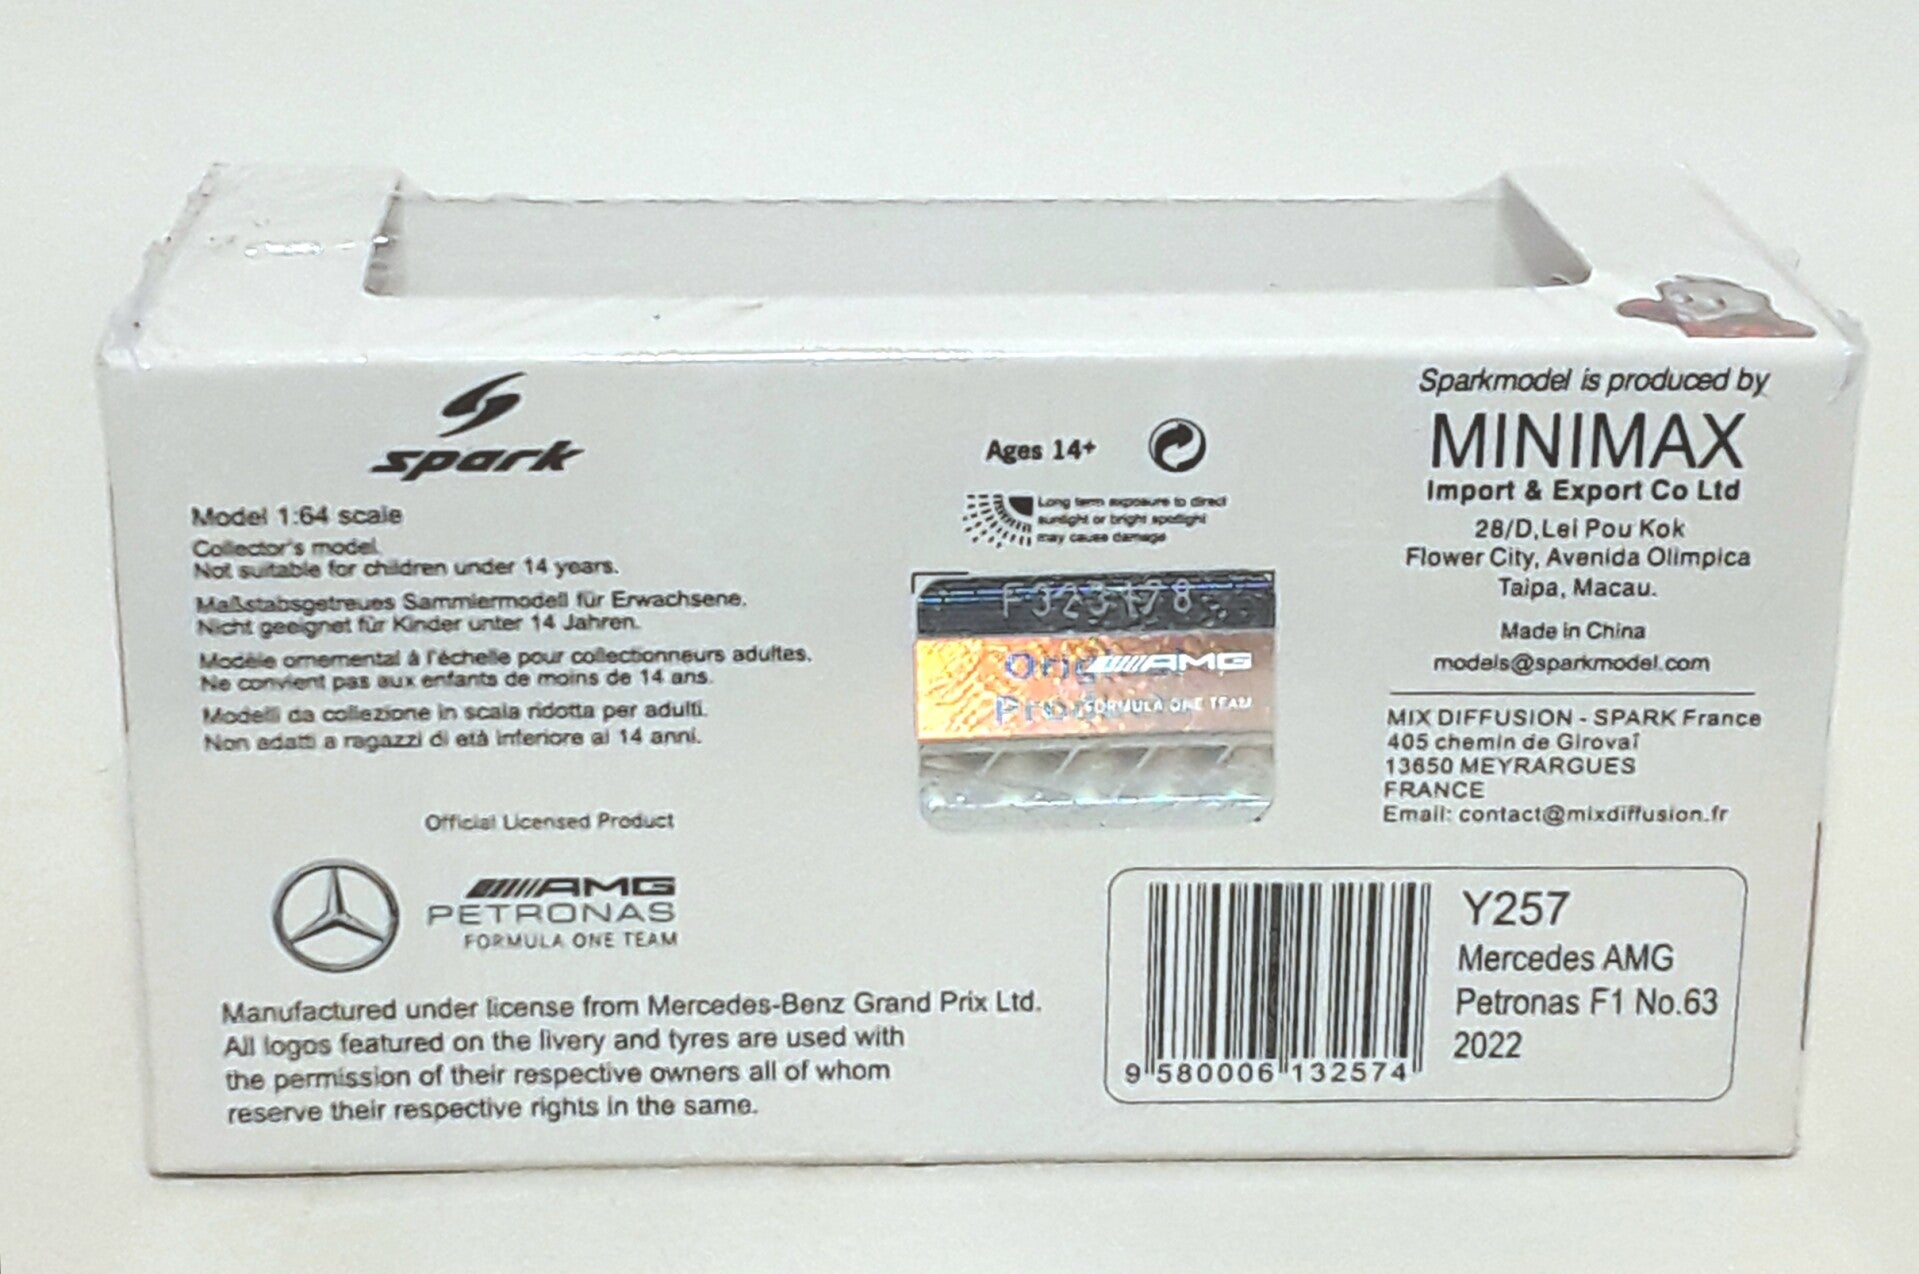 spark
Model 1:64 scale
Collector's model.
Not suitable for children under 14 years.
Maßstabsgetreues Sammlermodell für Erwachsene.
Nicht geeignet für Kinder unter 14 Jahren.
Modèle ornemental à l'échelle pour collectionneurs adultes.
Ne convient pas aux enfants de moins de 14 ans.
Modelli da collezione in scala ridotta per adulti.
Non adatti a ragazzi di età inferiore ai 14 anni.
Official Licensed Product
AMG
PETRONAS
FORMULA ONE TEAM
Manufactured under license from Mercedes-Benz Grand Prix Ltd.
All logos featured on the livery and tyres are used with
the permission of their respective owners all of whom
reserve their respective rights in the same.
Ages 14+
Long term exposure to direct
sunlight or bright spotlight
may cause damage
Original AMG
Product FORMULA ONE TEAM
Sparkmodel is produced by
MINIMAX
Import & Export Co Ltd
28/D,Lei Pou Kok
Flower City, Avenida Olimpica
Taipa, Macau.
Made in China
models@sparkmodel.com
MIX DIFFUSION - SPARK France
405 chemin de Girovaï
13650 MEYRARGUES
FRANCE
Email: contact@mixdiffusion.fr
9 580006 132574
Y257
Mercedes AMG
Petronas F1 No.63
2022